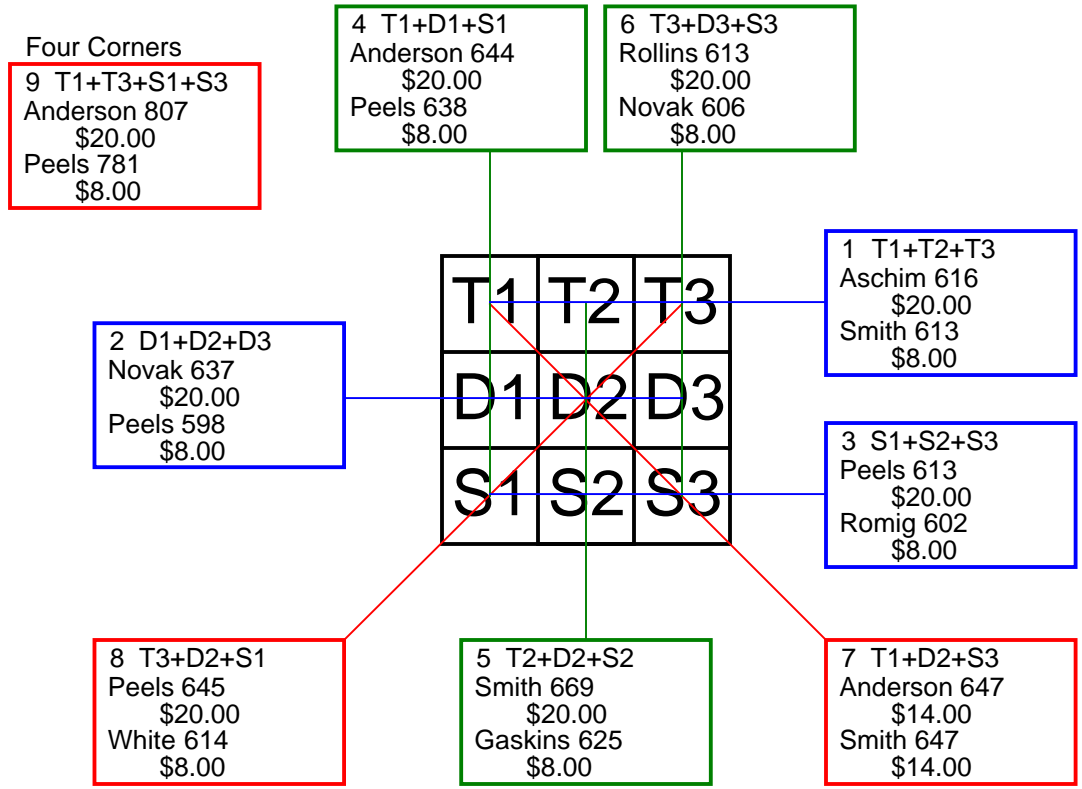 Four Corners
9 T1+T3+S1+S3
Anderson 807
$20.00
Peels 781
$8.00
4 T1+D1+S1
Anderson 644
$20.00
Peels 638
$8.00
6 T3+D3+S3
Rollins 613
$20.00
Novak 606
$8.00
1 T1+T2+T3
Aschim 616
$20.00
Smith 613
$8.00
2 D1+D2+D3
Novak 637
$20.00
Peels 598
$8.00
T1 T2 T3
D1 D2 D3
S1 S2 S3
3 S1+S2+S3
Peels 613
$20.00
Romig 602
$8.00
8 T3+D2+S1
Peels 645
$20.00
White 614
$8.00
5 T2+D2+S2
Smith 669
$20.00
Gaskins 625
$8.00
7 T1+D2+S3
Anderson 647
$14.00
Smith 647
$14.00